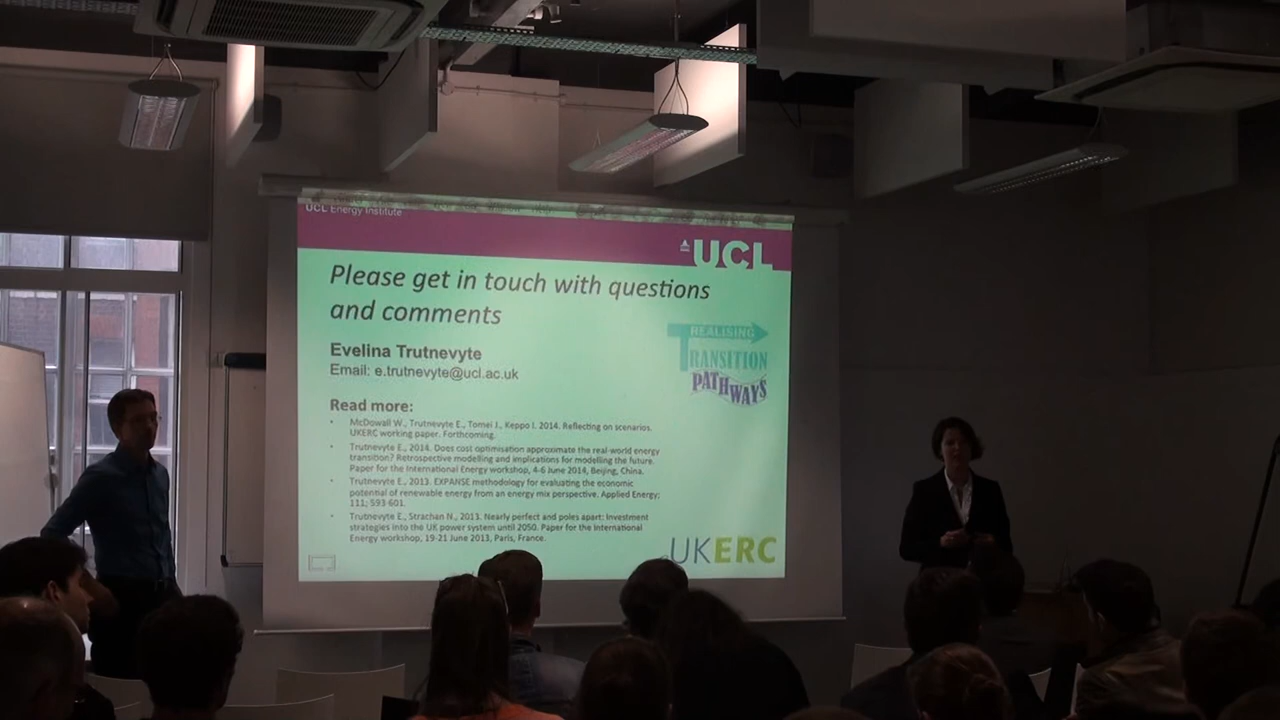 UCL Energy Institute
UCL
Please get in touch with questions
and comments
REALISING
TRANSITION
PATHWAYS
Evelina Trutnevyte
Email: e.trutnevyte@ucl.ac.uk
Read more:
• McDowall W., Trutnevyte E., Tomei J., Keppo I. 2014. Reflecting on scenarios.
UKERC working paper. Forthcoming.
• Trutnevyte E., 2014. Does cost optimisation approximate the real-world energy
transition? Retrospective modelling and implications for modelling the future.
Paper for the International Energy workshop, 4-6 June 2014, Beijing, China.
• Trutnevyte E., 2013. EXPANSE methodology for evaluating the economic
potential of renewable energy from an energy mix perspective. Applied Energy;
111; 593-601.
• Trutnevyte E., Strachan N., 2013. Nearly perfect and poles apart: Investment
strategies into the UK power system until 2050. Paper for the International
Energy workshop, 19-21 June 2013, Paris, France.
UKERC